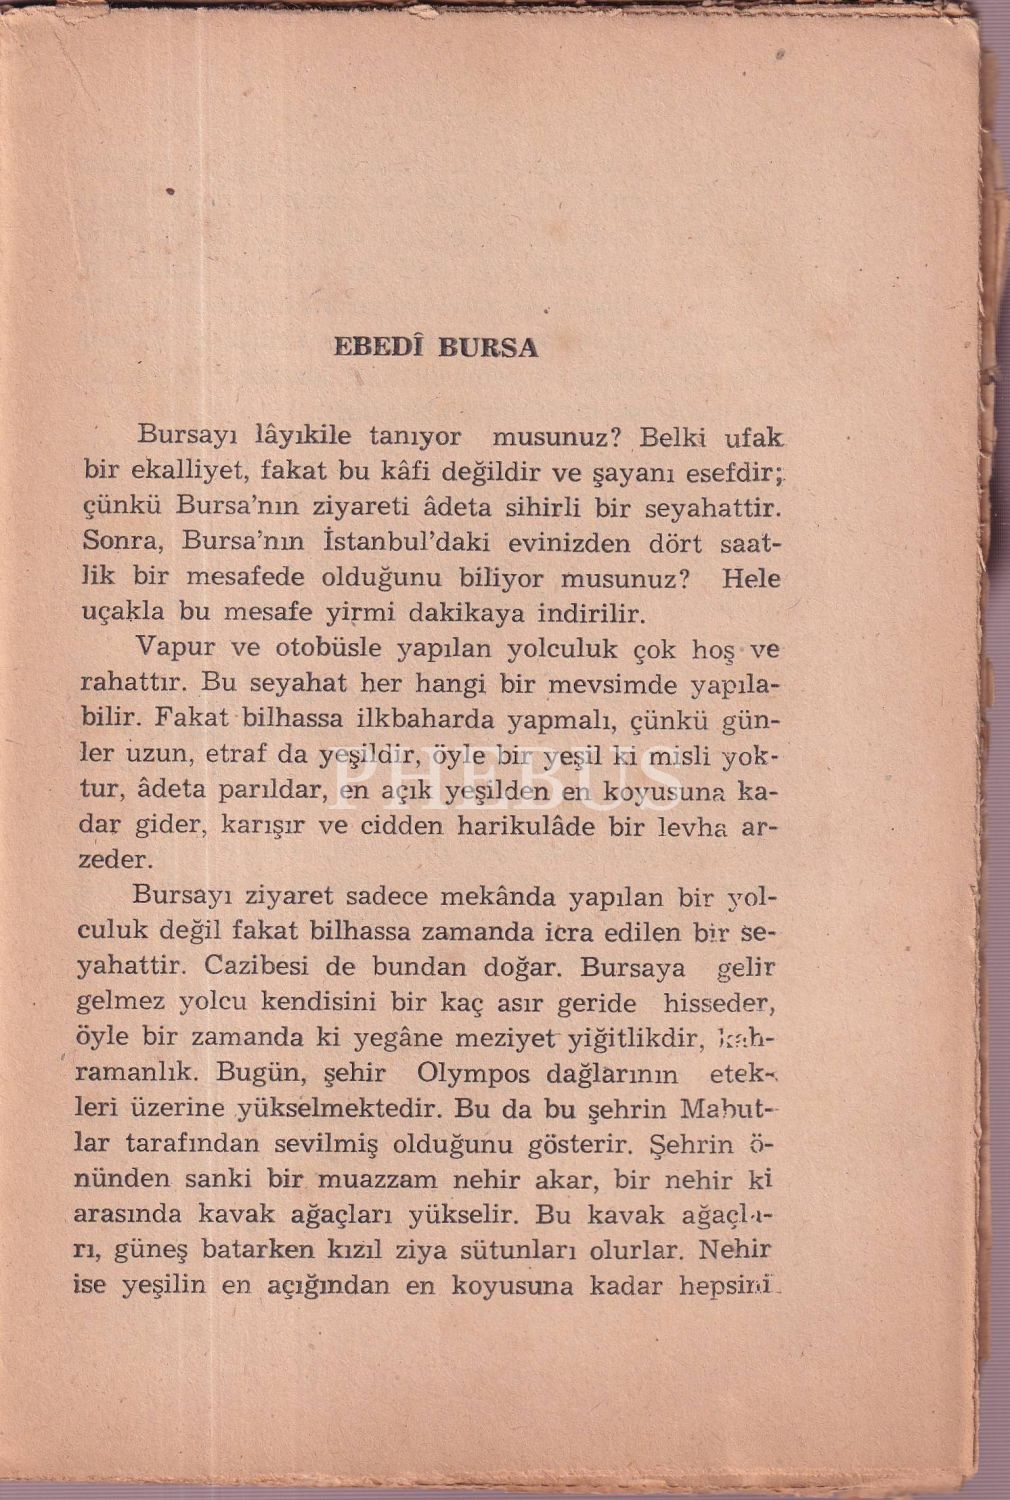 EBEDÎ BURSA
Bursayı lâyıkile tanıyor musunuz? Belki ufak
bir ekalliyet, fakat bu kâfi değildir ve şayanı esefdir;
çünkü Bursa'nın ziyareti âdeta sihirli bir seyahattir.
Sonra, Bursa'nın İstanbul'daki evinizden dört saat-
lik bir mesafede olduğunu biliyor musunuz? Hele
uçakla bu mesafe yirmi dakikaya indirilir.
Vapur ve otobüsle yapılan yolculuk çok hoş ve
rahattır. Bu seyahat her hangi bir mevsimde yapıla-
bilir. Fakat bilhassa ilkbaharda yapmalı, çünkü gün-
ler uzun, etraf da yeşildir, öyle bir yeşil ki misli yok-
PHEBUS
tur, âdeta parıldar, en açık yeşilden en koyusuna ka-
dar gider, karışır ve cidden harikulâde bir levha ar-
zeder.
Bursayı ziyaret sadece mekânda yapılan bir yol-
culuk değil fakat bilhassa zamanda icra edilen bir se-
yahattir. Cazibesi de bundan doğar. Bursaya gelir
gelmez yolcu kendisini bir kaç asır geride hisseder,
öyle bir zamanda ki yegâne meziyet yiğitlikdir, kah-
ramanlık. Bugün, şehir Olympos dağlarının etek-
leri üzerine yükselmektedir. Bu da bu şehrin Mabut-
lar tarafından sevilmiş olduğunu gösterir. Şehrin ö-
nünden sanki bir muazzam nehir akar, bir nehir ki
arasında kavak ağaçları yükselir. Bu kavak ağaçla-
rı, güneş batarken kızıl ziya sütunları olurlar. Nehir
ise yeşilin en açığından en koyusuna kadar hepsini